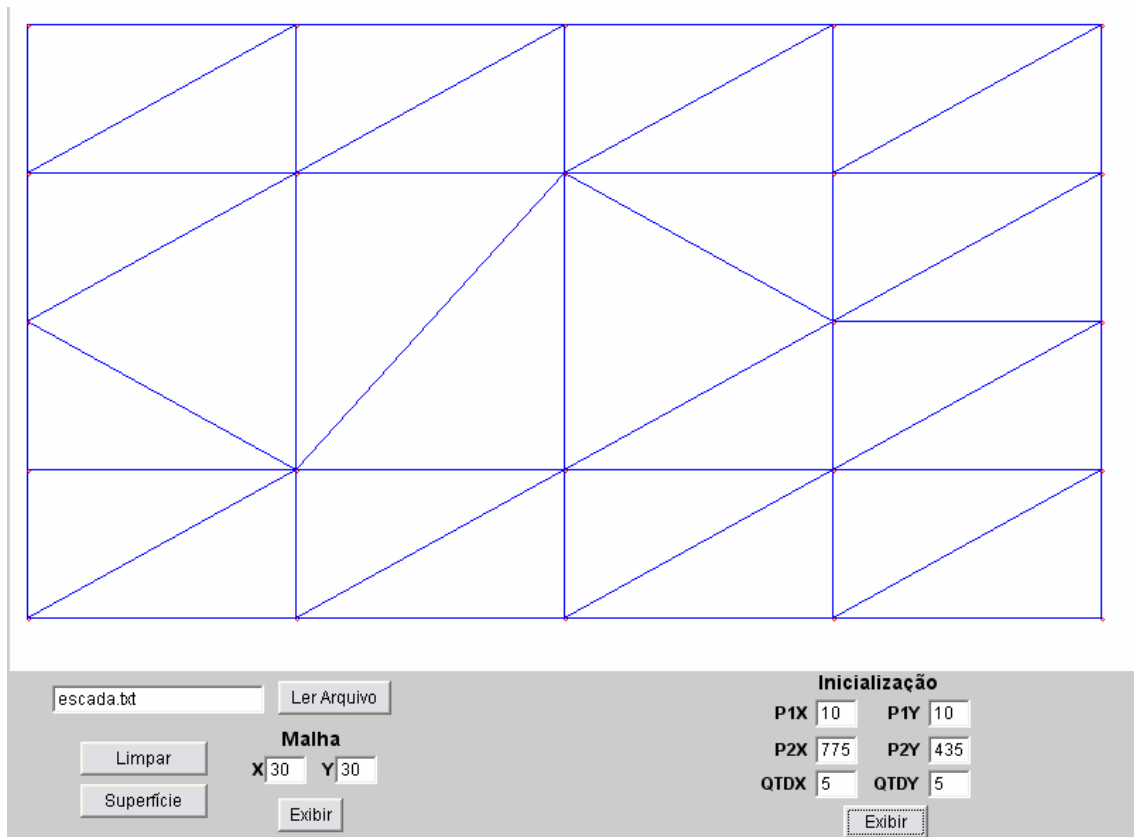 escada.txt
Ler Arquivo
Limpar
Superfície
Malha
X 30 Y 30
Exibir
Inicialização
P1X 10 P1Y 10
P2X 775 P2Y 435
QTDX 5 QTDY 5
Exibir